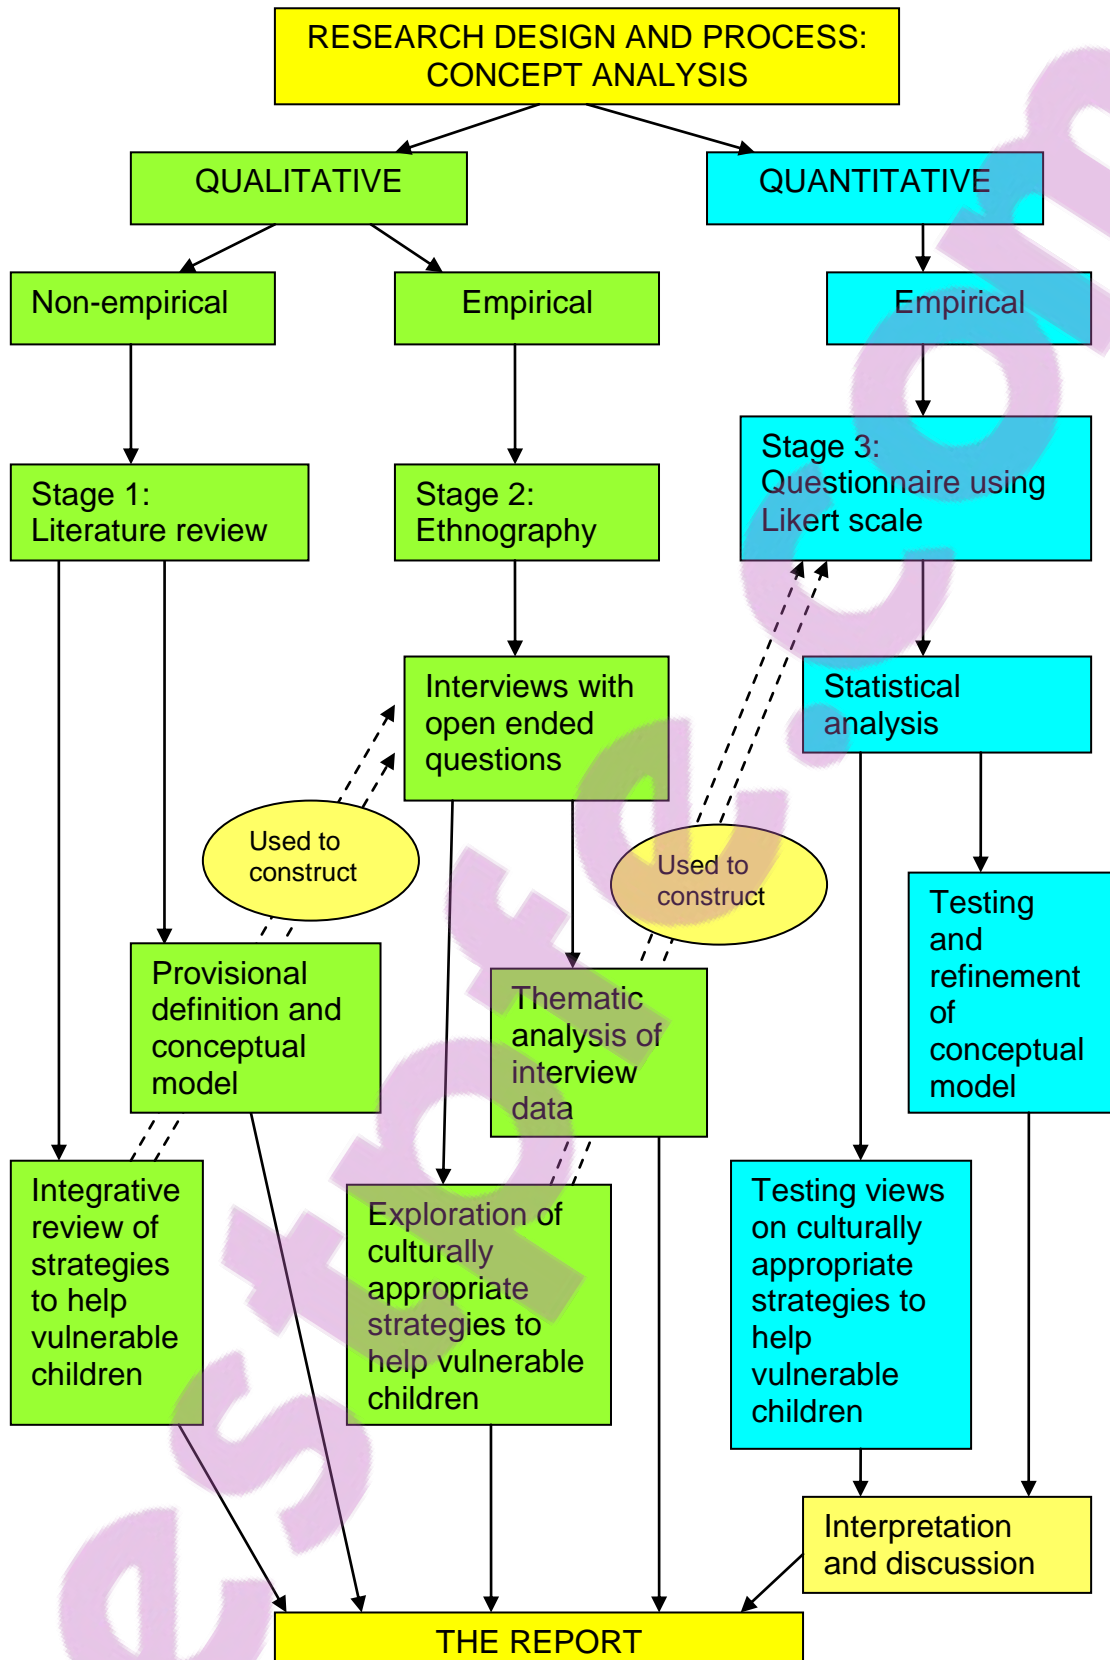 RESEARCH DESIGN AND PROCESS:
CONCEPT ANALYSIS
QUALITATIVE
QUANTITATIVE
Non-empirical
Empirical
Empirical
Stage 1:
Literature review
Stage 2:
Ethnography
Stage 3:
Questionnaire using
Likert scale
Interviews with
open ended
questions
Statistical
analysis
Used to
construct
Used to
construct
Provisional
definition and
conceptual
model
Thematic
analysis of
interview
data
Testing
and
refinement
of
conceptual
model
Integrative
review of
strategies
to help
vulnerable
children
Exploration of
culturally
appropriate
strategies to
help vulnerable
children
Testing views
on culturally
appropriate
strategies to
help
vulnerable
children
Interpretation
and discussion
THE REPORT
estpfe.com